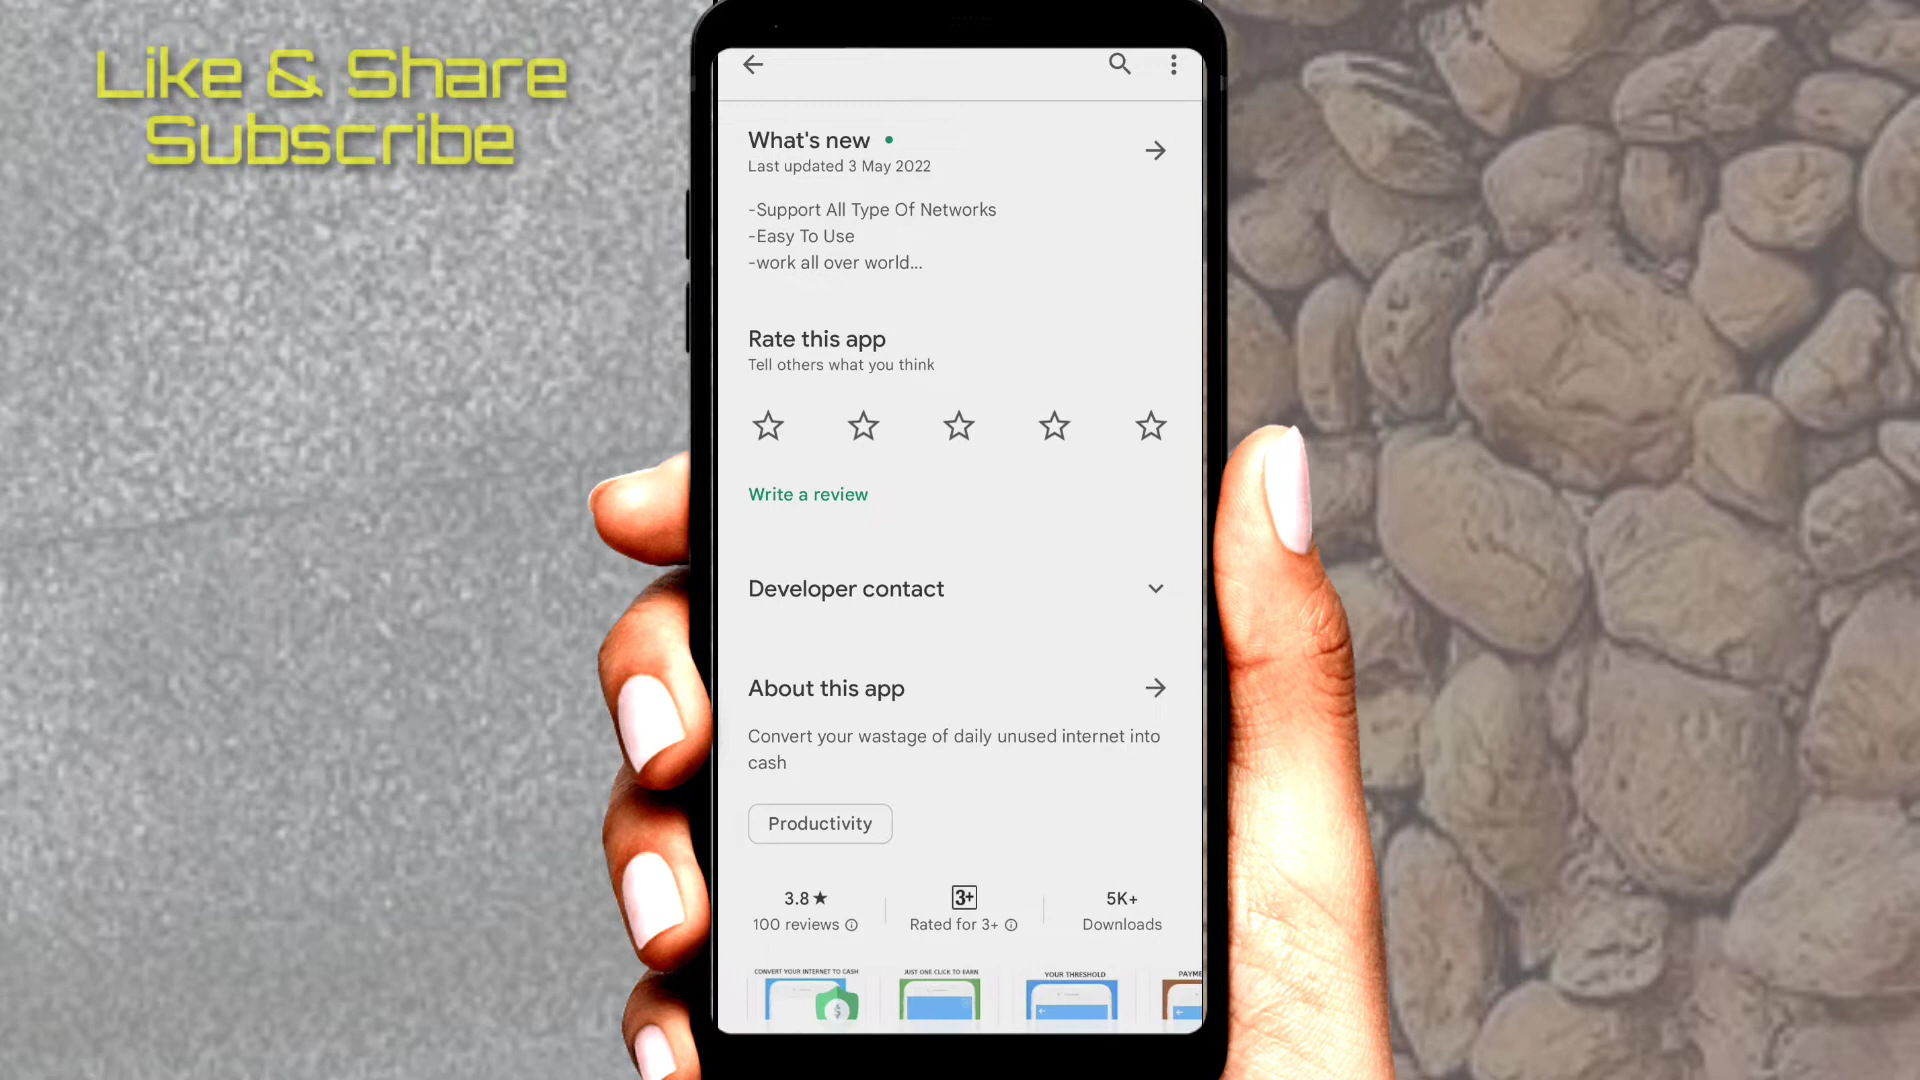 Like & Share
Subscribe
What's new
Last updated 3 May 2022
-Support All Type Of Networks
-Easy To Use
-work all over world...
Rate this app
Tell others what you think
Write a review
Developer contact
About this app
Convert your wastage of daily unused internet into
cash
Productivity
3.8★ 3+ 5K+
100 reviews Rated for 3+ Downloads
CONVERT YOUR INTERNET TO CASH JUST ONE CLICK TO EARN YOUR THRESHOLD PAYME